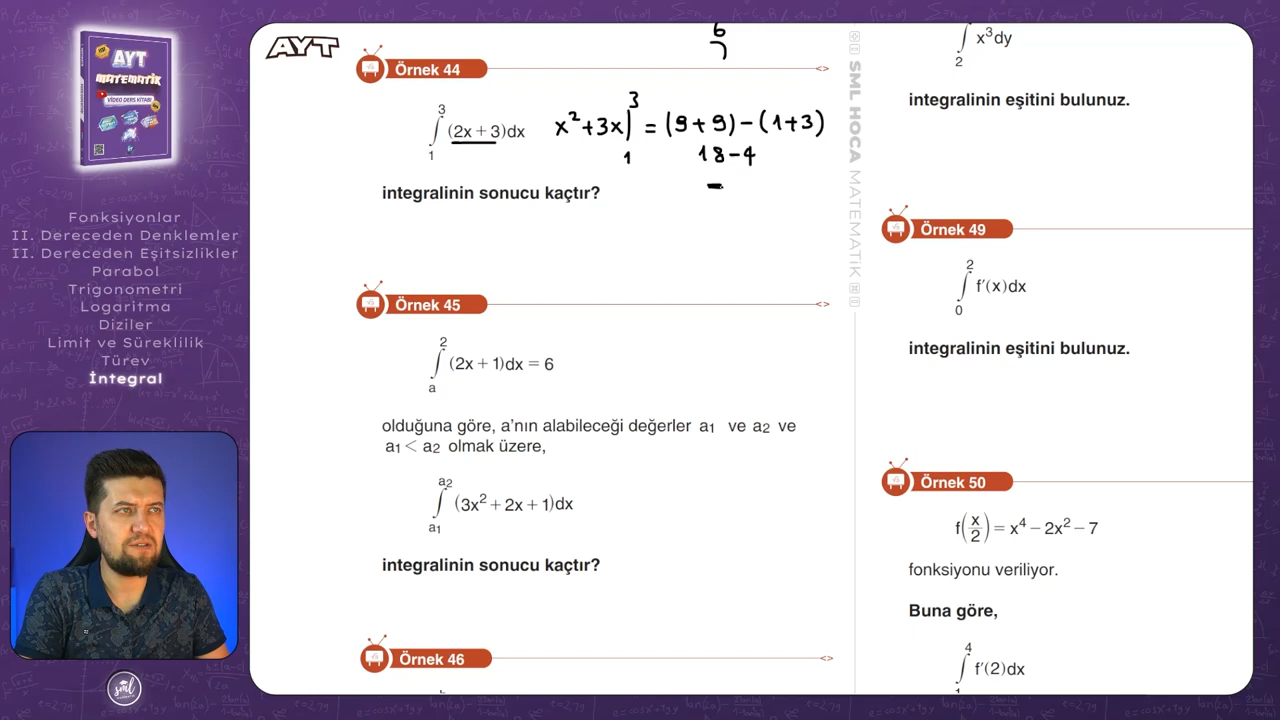 AYT
MATEMATİK
VİDEO DERS KİTABI
Fonksiyonlar
II. Dereceden Denklemler
II. Dereceden Eşitsizlikler
Parabol
Trigonometri
Logaritma
Diziler
Limit ve Süreklilik
Türev
İntegral
sml
AYT
6
Örnek 44
∫₁³ (2x + 3)dx
x² + 3x |₁³ = (9 + 9) − (1 + 3)
18 − 4
integralinin sonucu kaçtır?
Örnek 45
∫ₐ² (2x + 1)dx = 6
olduğuna göre, a'nın alabileceği değerler a₁ ve a₂ ve
a₁ < a₂ olmak üzere,
∫ (3x² + 2x + 1)dx
a₂
a₁
integralinin sonucu kaçtır?
Örnek 46
SML HOCA MATEMATİK
∫₂ x³dy
integralinin eşitini bulunuz.
Örnek 49
∫₀² f'(x)dx
integralinin eşitini bulunuz.
Örnek 50
f(x/2) = x⁴ − 2x² − 7
fonksiyonu veriliyor.
Buna göre,
∫₁⁴ f'(2)dx